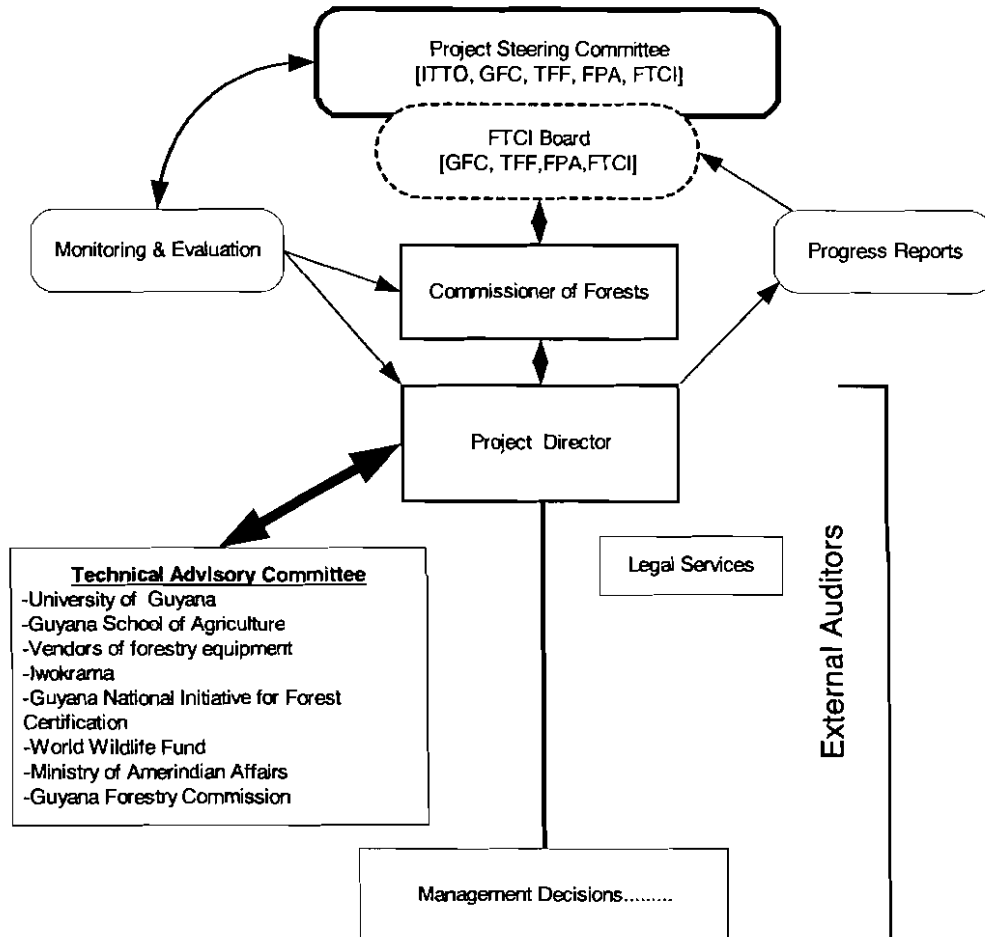 Project Steering Committee
[ITTO, GFC, TFF, FPA, FTCI]
FTCI Board
[GFC, TFF,FPA,FTCI]
Monitoring & Evaluation
Progress Reports
Commissioner of Forests
Project Director
Technical Advisory Committee
-University of Guyana
-Guyana School of Agriculture
-Vendors of forestry equipment
-Iwokrama
-Guyana National Initiative for Forest
Certification
-World Wildlife Fund
-Ministry of Amerindian Affairs
-Guyana Forestry Commission
Legal Services
External Auditors
Management Decisions.........